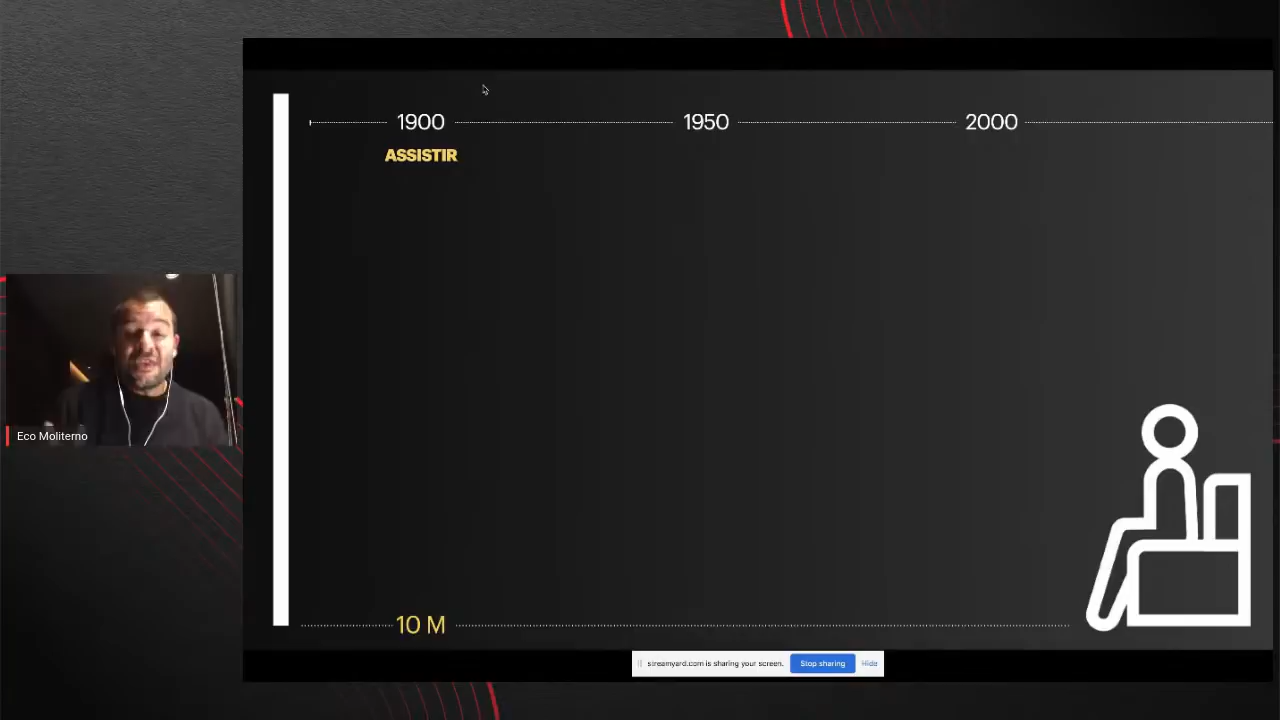 1900
1950
2000
ASSISTIR
Eco Moliterno
10 M
streamyard.com is sharing your screen.
Stop sharing
Hide